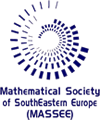 Mathematical Society
of SouthEastern Europe
(MASSEE)